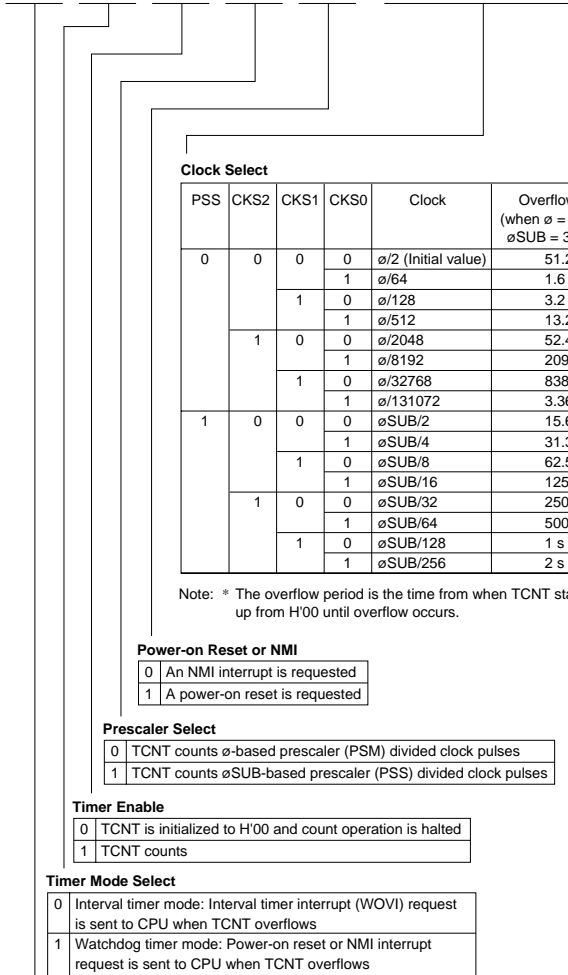 Clock Select
PSS CKS2 CKS1 CKS0 Clock
(when ø =
øSUB =
0 0 0 0 ø/2 (Initial value)
1 ø/64 1.6
1 0 ø/128 3.2
1 ø/512
1 0 0 ø/2048
1 ø/8192 209
1 0 ø/32768 838
1 ø/131072
1 0 0 0 øSUB/2
1 øSUB/4
1 0 øSUB/8
1 øSUB/16 125
1 0 0 øSUB/32 250
1 øSUB/64 500
1 0 øSUB/128 1 s
1 øSUB/256 2 s
Note: * The overflow period is the time from when TCNT
up from H'00 until overflow occurs.
Power-on Reset or NMI
0 An NMI interrupt is requested
1 A power-on reset is requested
Prescaler Select
0 TCNT counts ø-based prescaler (PSM) divided clock pulses
1 TCNT counts øSUB-based prescaler (PSS) divided clock pulses
Timer Enable
0 TCNT is initialized to H'00 and count operation is halted
1 TCNT counts
Timer Mode Select
0 Interval timer mode: Interval timer interrupt (WOVI) request
is sent to CPU when TCNT overflows
1 Watchdog timer mode: Power-on reset or NMI interrupt
request is sent to CPU when TCNT overflows